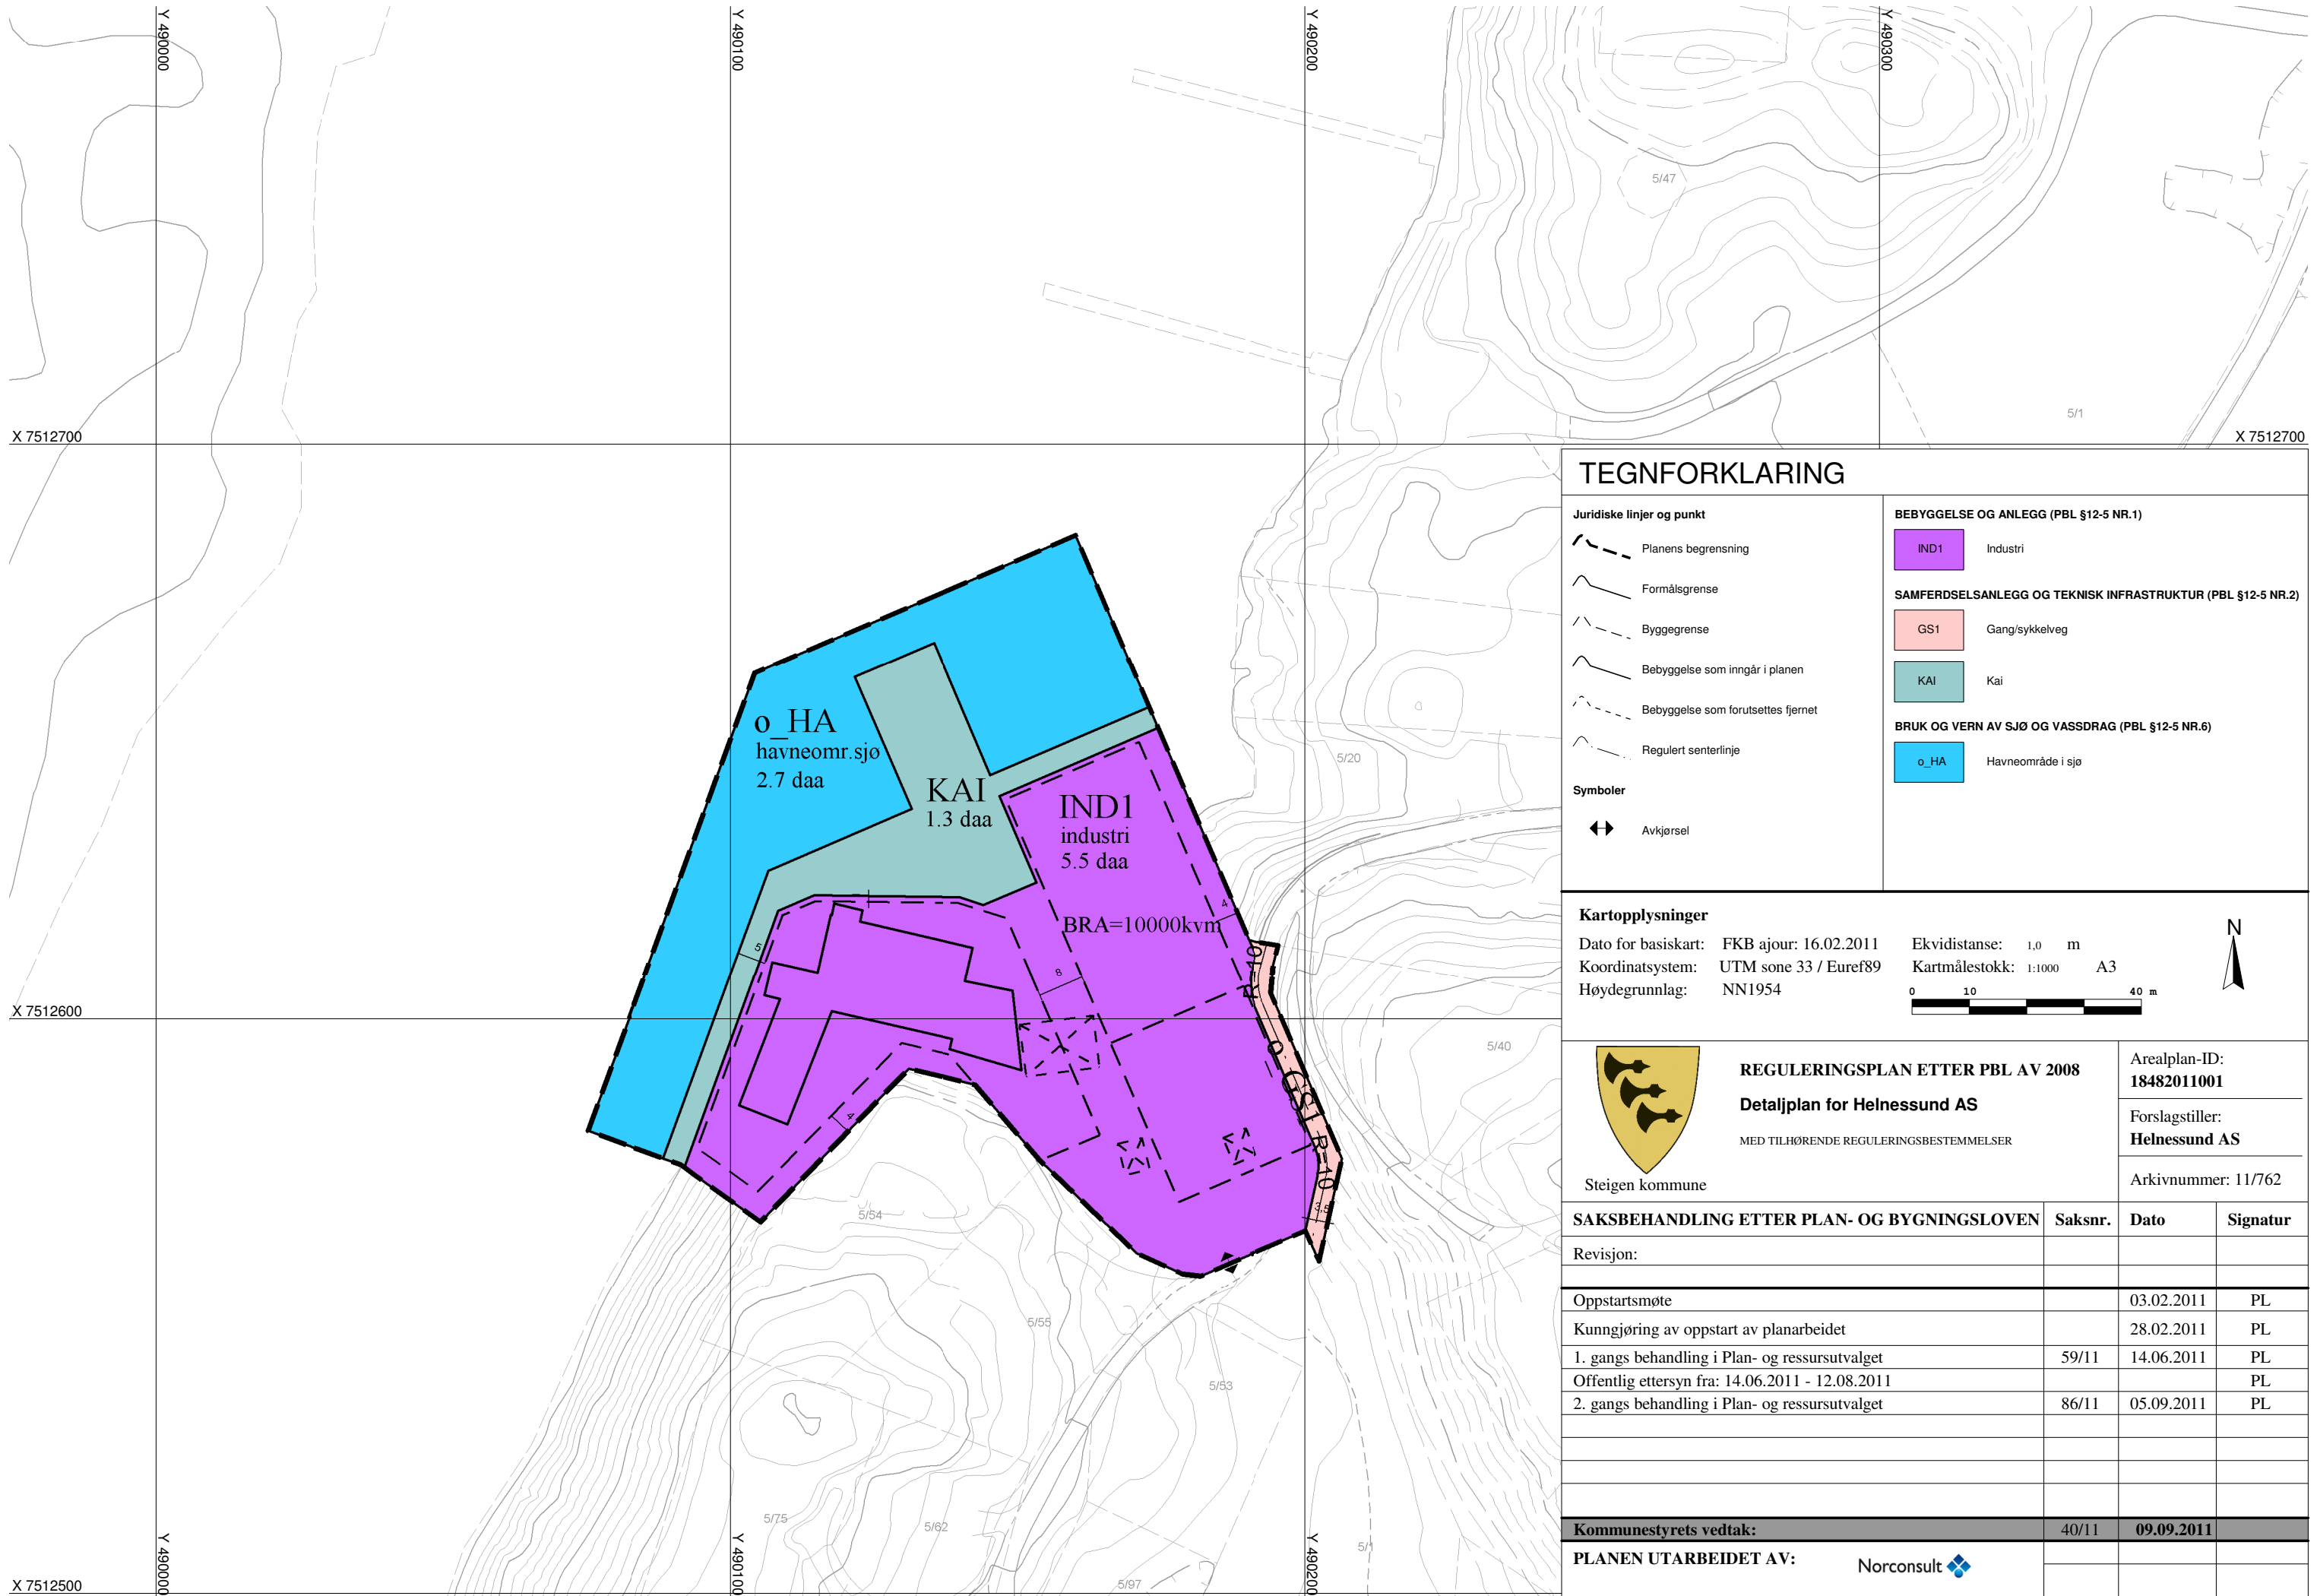 Y 490000
Y 490100
Y 490200
Y 490300
5/47
5/1
X 7512700
X 7512700
o_HA
havneomr.sjø
2.7 daa
KAI
1.3 daa
IND1
industri
5.5 daa
BRA=10000kvm
5/20
4
5
8
4
R-10
o_GS1
R-10
3,5
X 7512600
5/40
5/54
5/55
5/53
5/75
5/62
5/1
5/97
Y 490000
Y 490100
Y 490200
X 7512500
TEGNFORKLARING
Juridiske linjer og punkt
Planens begrensning
Formålsgrense
Byggegrense
Bebyggelse som inngår i planen
Bebyggelse som forutsettes fjernet
Regulert senterlinje
Symboler
Avkjørsel
BEBYGGELSE OG ANLEGG (PBL §12-5 NR.1)
IND1 Industri
SAMFERDSELSANLEGG OG TEKNISK INFRASTRUKTUR (PBL §12-5 NR.2)
GS1 Gang/sykkelveg
KAI Kai
BRUK OG VERN AV SJØ OG VASSDRAG (PBL §12-5 NR.6)
o_HA Havneområde i sjø
Kartopplysninger
Dato for basiskart: FKB ajour: 16.02.2011 Ekvidistanse: 1,0 m
Koordinatsystem: UTM sone 33 / Euref89 Kartmålestokk: 1:1000 A3
Høydegrunnlag: NN1954
0 10 40 m
N
Steigen kommune
REGULERINGSPLAN ETTER PBL AV 2008
Detaljplan for Helnessund AS
MED TILHØRENDE REGULERINGSBESTEMMELSER
Arealplan-ID:
18482011001
Forslagstiller:
Helnessund AS
Arkivnummer: 11/762
SAKSBEHANDLING ETTER PLAN- OG BYGNINGSLOVEN Saksnr. Dato Signatur
Revisjon:
Oppstartsmøte 03.02.2011 PL
Kunngjøring av oppstart av planarbeidet 28.02.2011 PL
1. gangs behandling i Plan- og ressursutvalget 59/11 14.06.2011 PL
Offentlig ettersyn fra: 14.06.2011 - 12.08.2011 PL
2. gangs behandling i Plan- og ressursutvalget 86/11 05.09.2011 PL
Kommunestyrets vedtak: 40/11 09.09.2011
PLANEN UTARBEIDET AV: Norconsult